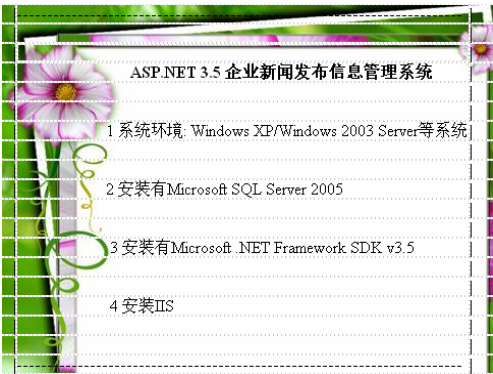 ASP.NET 3.5 企业新闻发布信息管理系统
1 系统环境: Windows XP/Windows 2003 Server等系统
2 安装有Microsoft SQL Server 2005
3 安装有Microsoft .NET Framework SDK v3.5
4 安装IIS